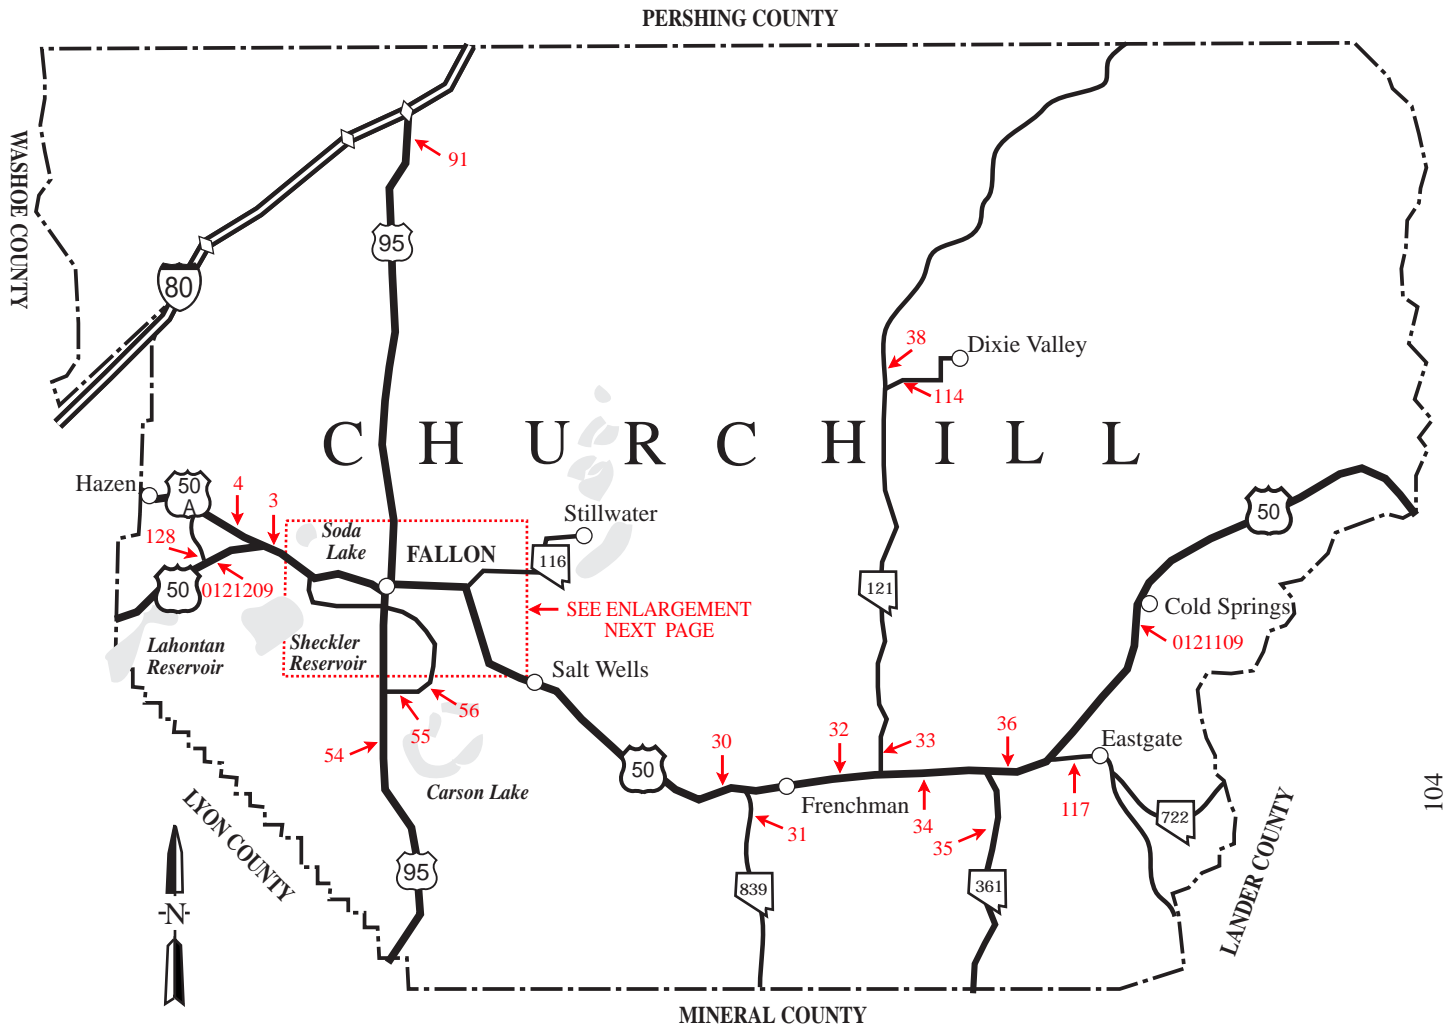 PERSHING COUNTY
WASHOE COUNTY
91
95
80
38
Dixie Valley
114
CHURCHILL
Hazen
50
A
4
3
Stillwater
50
Soda
Lake
FALLON
128
116
50
0121209
121
SEE ENLARGEMENT
NEXT PAGE
Cold Springs
Lahontan
Reservoir
Sheckler
Reservoir
0121109
Salt Wells
56
55
54
30
32
33
36
Eastgate
50
Carson Lake
Frenchman
117
31
34
35
722
LYON COUNTY
104
95
839
361
LANDER COUNTY
-N-
MINERAL COUNTY